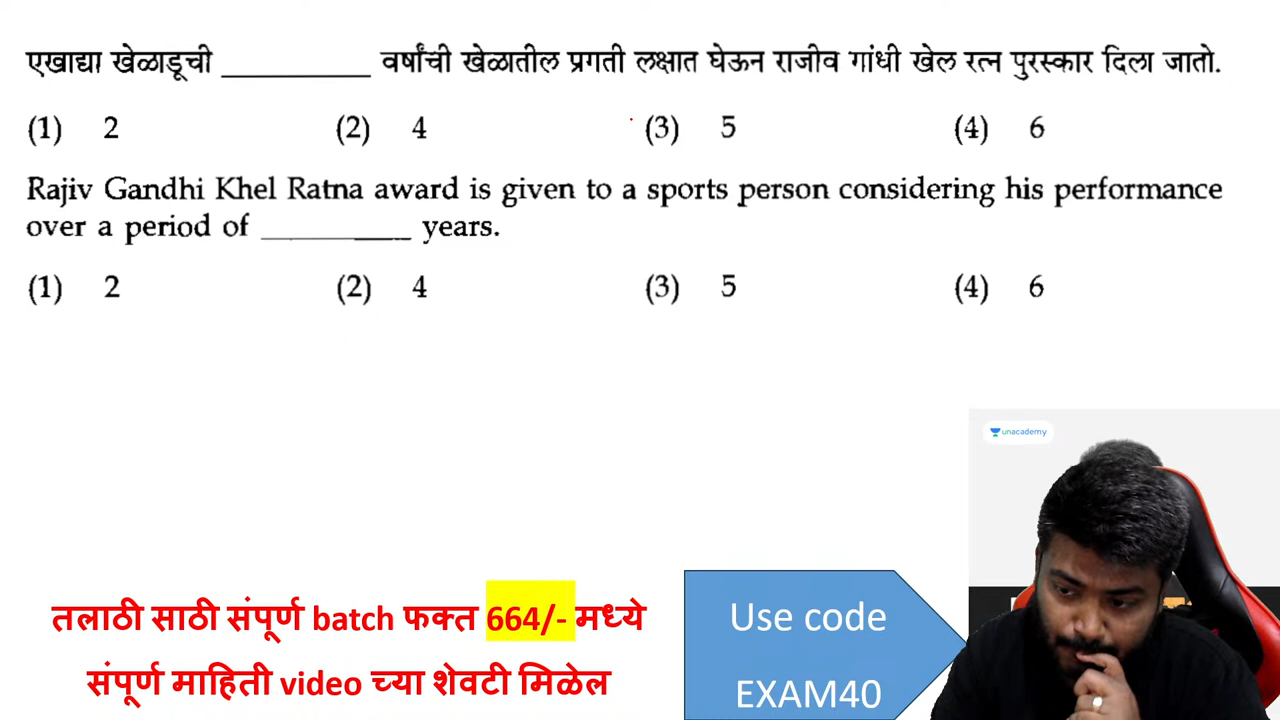 एखाद्या खेळाडूची __________ वर्षांची खेळातील प्रगती लक्षात घेऊन राजीव गांधी खेल रत्न पुरस्कार दिला जातो.
(1) 2 (2) 4 (3) 5 (4) 6
Rajiv Gandhi Khel Ratna award is given to a sports person considering his performance
over a period of __________ years.
(1) 2 (2) 4 (3) 5 (4) 6
unacademy
तलाठी साठी संपूर्ण batch फक्त 664/- मध्ये
संपूर्ण माहिती video च्या शेवटी मिळेल
Use code
EXAM40